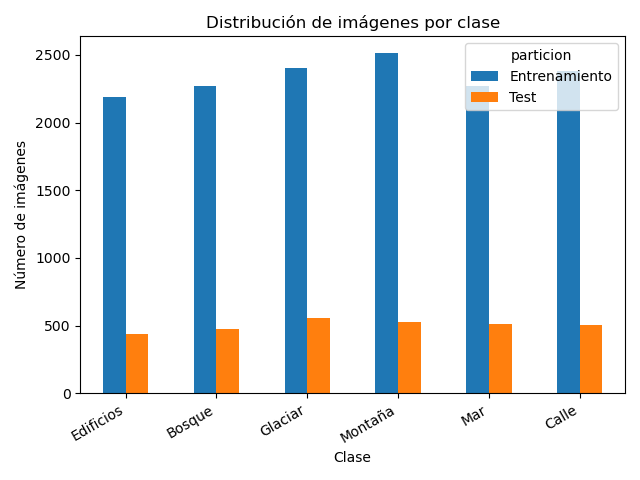 Distribución de imágenes por clase
particion
Entrenamiento
Test
Número de imágenes
2500
2000
1500
1000
500
0
Edificios
Bosque
Glaciar
Montaña
Mar
Calle
Clase